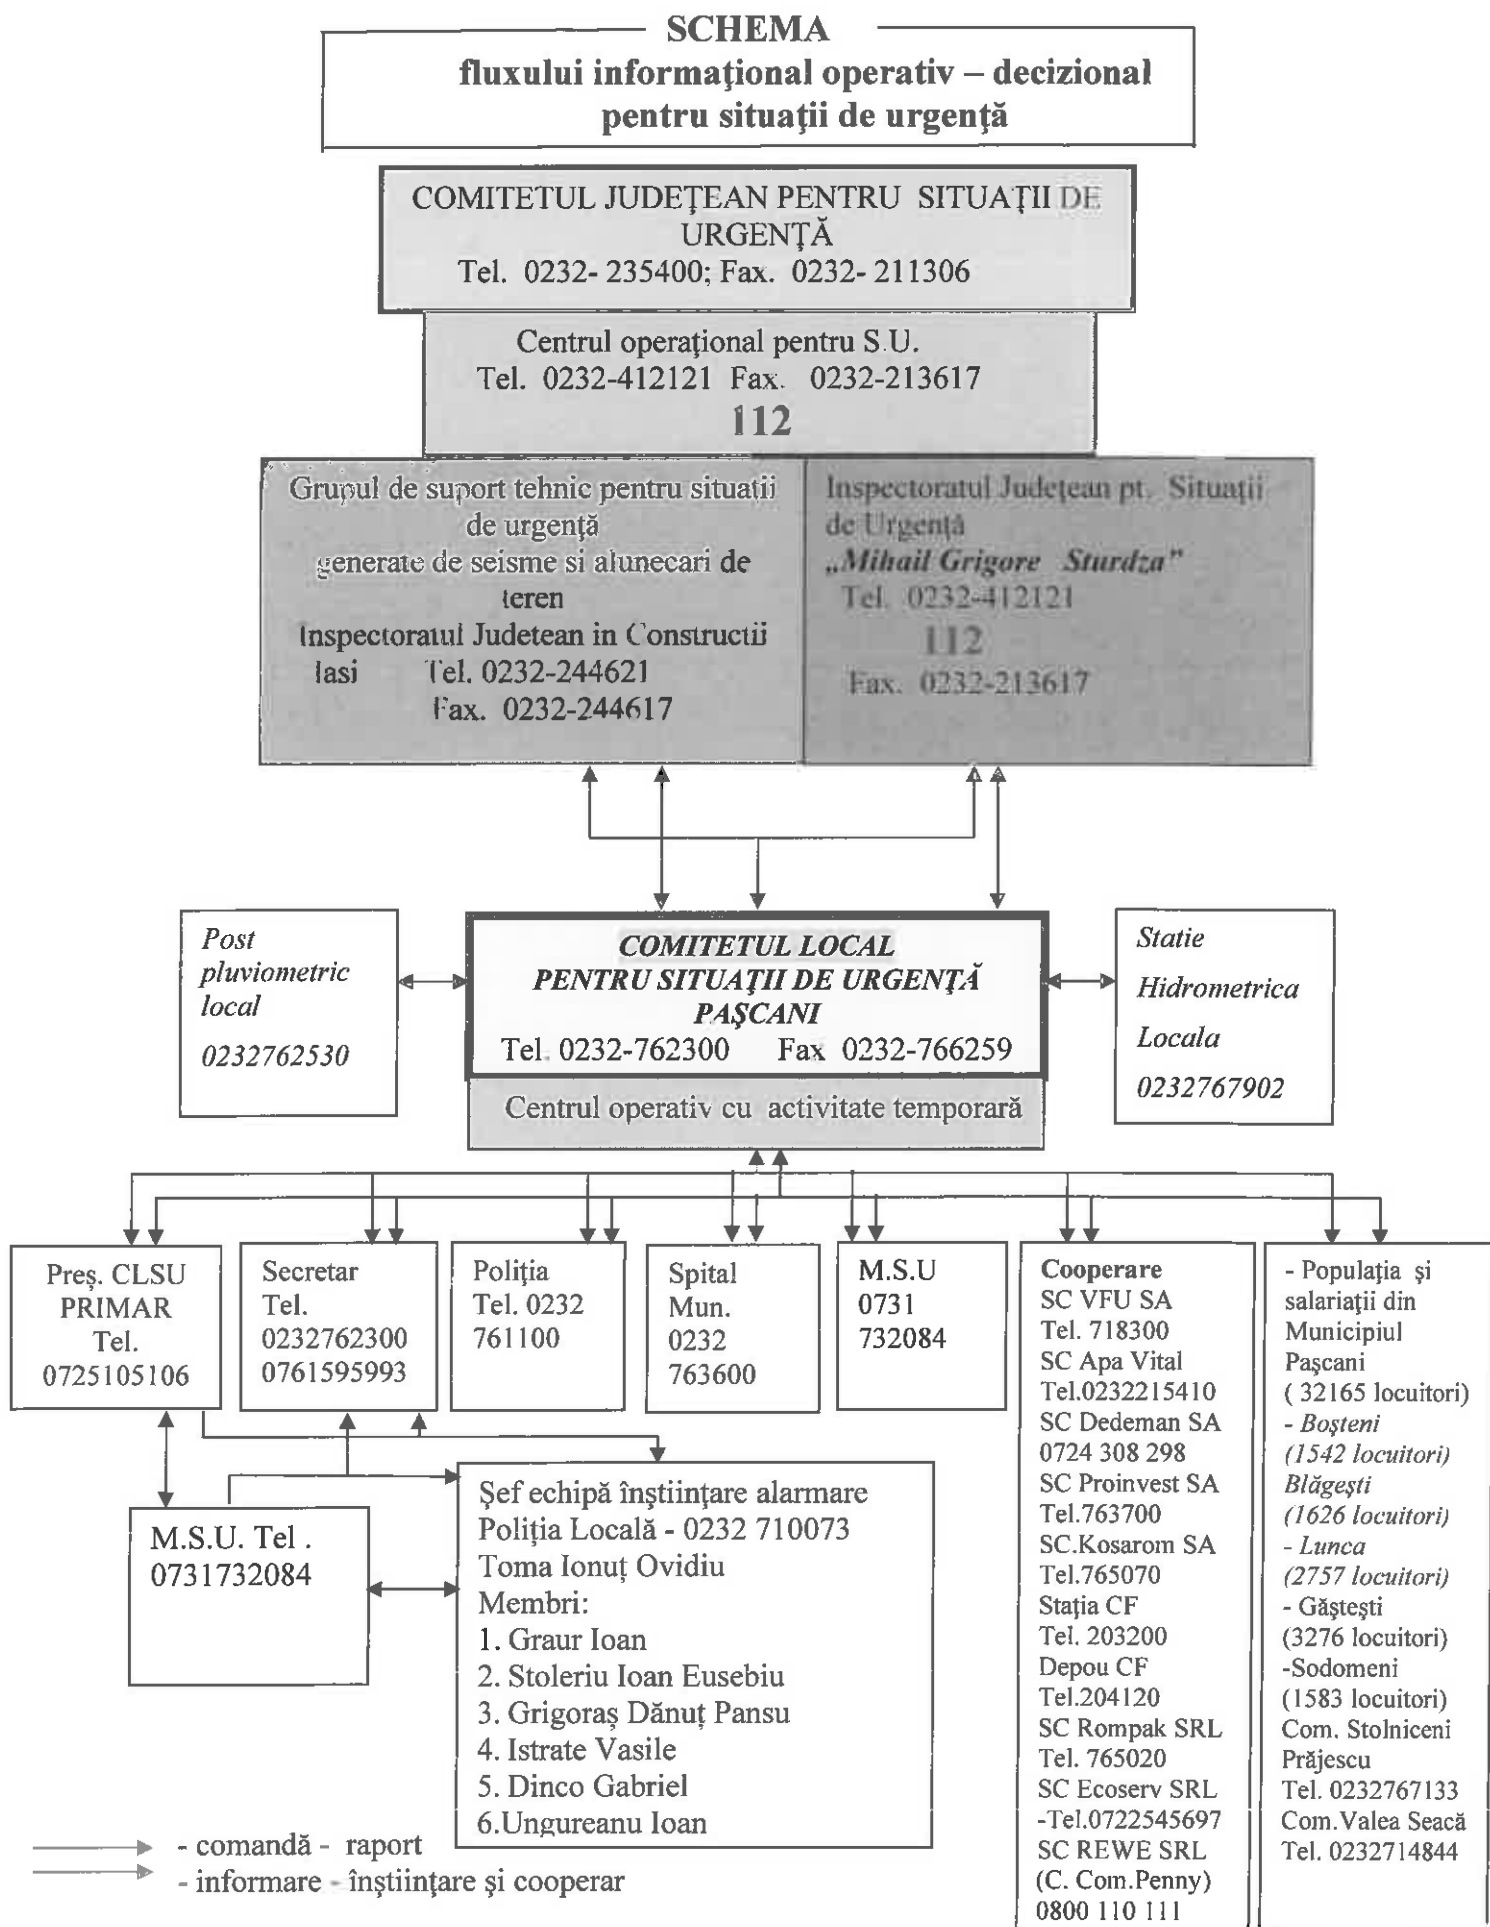 SCHEMA
fluxului informaţional operativ – decizional
pentru situaţii de urgenţă
COMITETUL JUDEŢEAN PENTRU SITUAŢII DE
URGENŢĂ
Tel. 0232- 235400; Fax. 0232- 211306
Centrul operaţional pentru S.U.
Tel. 0232-412121 Fax. 0232-213617
112
Grupul de suport tehnic pentru situatii
de urgenţă
generate de seisme si alunecari de
teren
Inspectoratul Judetean in Constructii
Iasi Tel. 0232-244621
Fax. 0232-244617
Inspectoratul Judeţean pt. Situaţii
de Urgenţă
„Mihail Grigore Sturdza”
Tel. 0232-412121
112
Fax. 0232-213617
Post
pluviometric
local
0232762530
COMITETUL LOCAL
PENTRU SITUAŢII DE URGENŢĂ
PAŞCANI
Tel. 0232-762300 Fax 0232-766259
Centrul operativ cu activitate temporară
Statie
Hidrometrica
Locala
0232767902
Preș. CLSU
PRIMAR
Tel.
0725105106
Secretar
Tel.
0232762300
0761595993
Poliția
Tel. 0232
761100
Spital
Mun.
0232
763600
M.S.U
0731
732084
Cooperare
SC VFU SA
Tel. 718300
SC Apa Vital
Tel.0232215410
SC Dedeman SA
0724 308 298
SC Proinvest SA
Tel.763700
SC.Kosarom SA
Tel.765070
Stația CF
Tel. 203200
Depou CF
Tel.204120
SC Rompak SRL
Tel. 765020
SC Ecoserv SRL
-Tel.0722545697
SC REWE SRL
(C. Com.Penny)
0800 110 111
- Populația și
salariații din
Municipiul
Paşcani
( 32165 locuitori)
- Boşteni
(1542 locuitori)
Blăgeşti
(1626 locuitori)
- Lunca
(2757 locuitori)
- Găşteşti
(3276 locuitori)
-Sodomeni
(1583 locuitori)
Com. Stolniceni
Prăjescu
Tel. 0232767133
Com.Valea Seacă
Tel. 0232714844
M.S.U. Tel .
0731732084
Şef echipă înştiinţare alarmare
Poliția Locală - 0232 710073
Toma Ionuț Ovidiu
Membri:
1. Graur Ioan
2. Stoleriu Ioan Eusebiu
3. Grigoraș Dănuț Pansu
4. Istrate Vasile
5. Dinco Gabriel
6.Ungureanu Ioan
- comandă - raport
- informare - înştiinţare şi cooperar